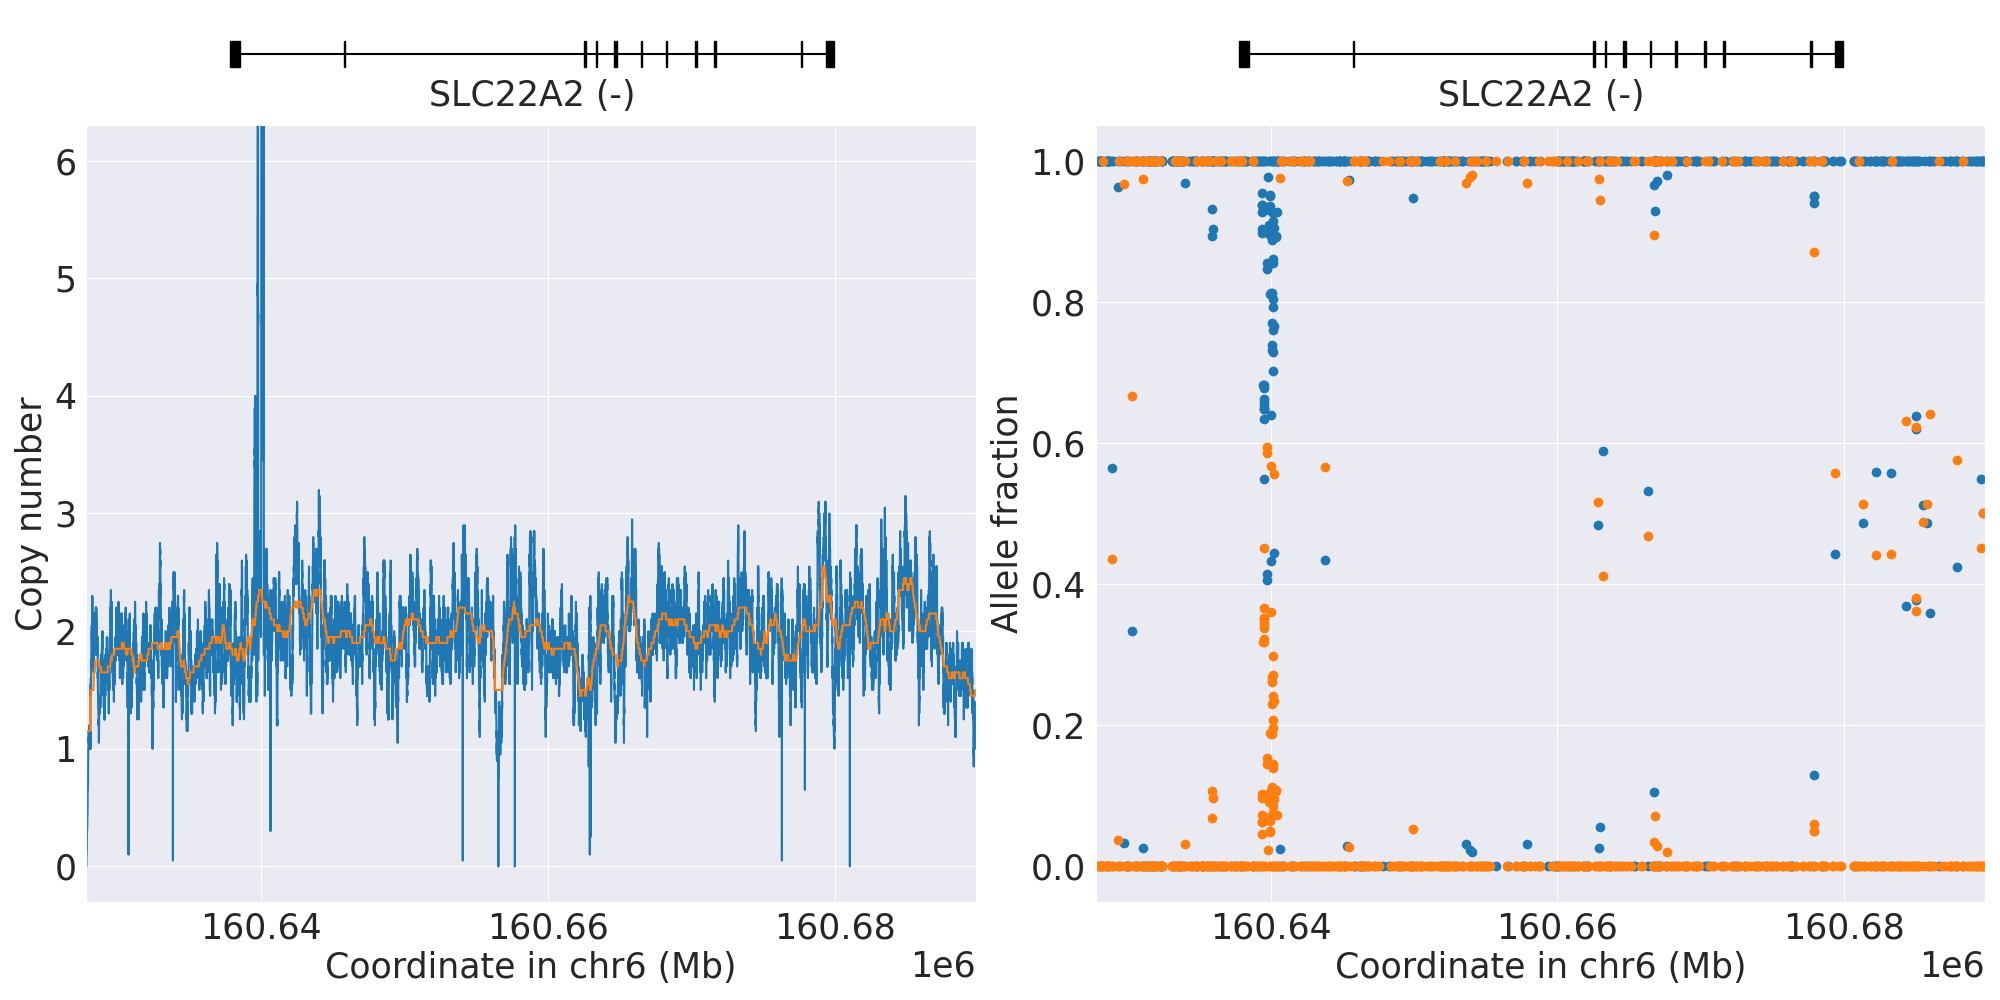 SLC22A2 (-)
6
5
4
3
2
1
0
Copy number
160.64
160.66
160.68
Coordinate in chr6 (Mb)
1e6
SLC22A2 (-)
1.0
0.8
0.6
0.4
0.2
0.0
Allele fraction
160.64
160.66
160.68
Coordinate in chr6 (Mb)
1e6